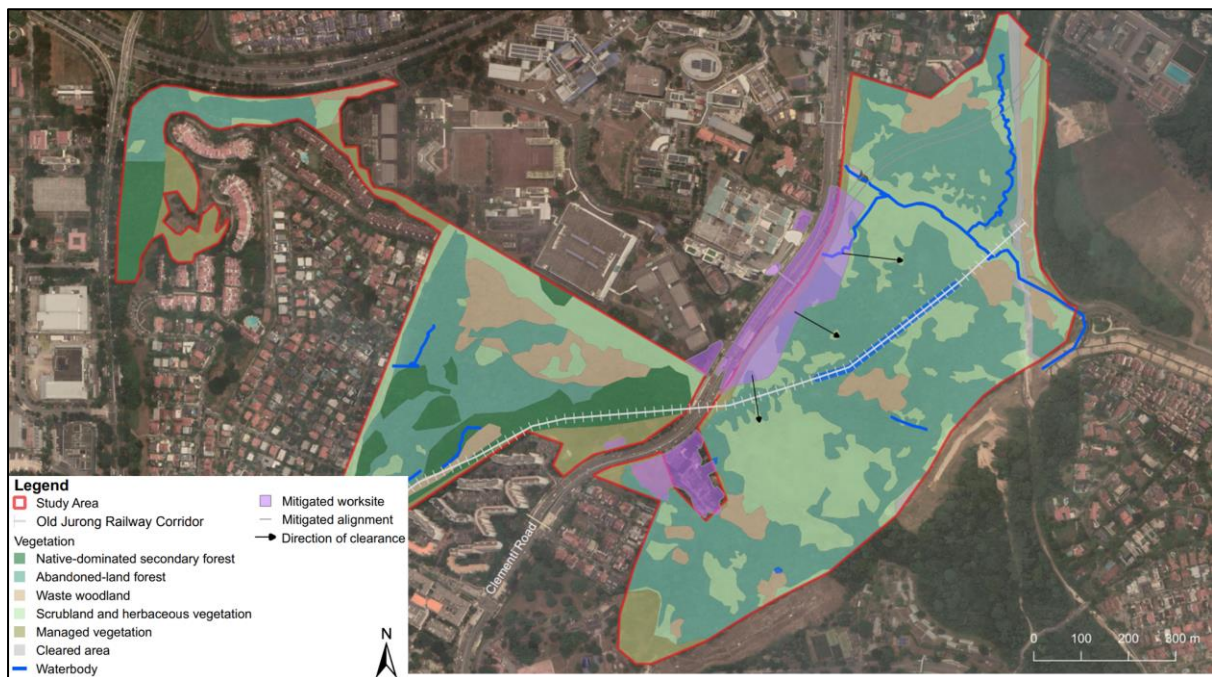 Clementi Road
Legend
Study Area
Old Jurong Railway Corridor
Vegetation
Native-dominated secondary forest
Abandoned-land forest
Waste woodland
Scrubland and herbaceous vegetation
Managed vegetation
Cleared area
Waterbody
Mitigated worksite
Mitigated alignment
Direction of clearance
N
0 100 200 300 m